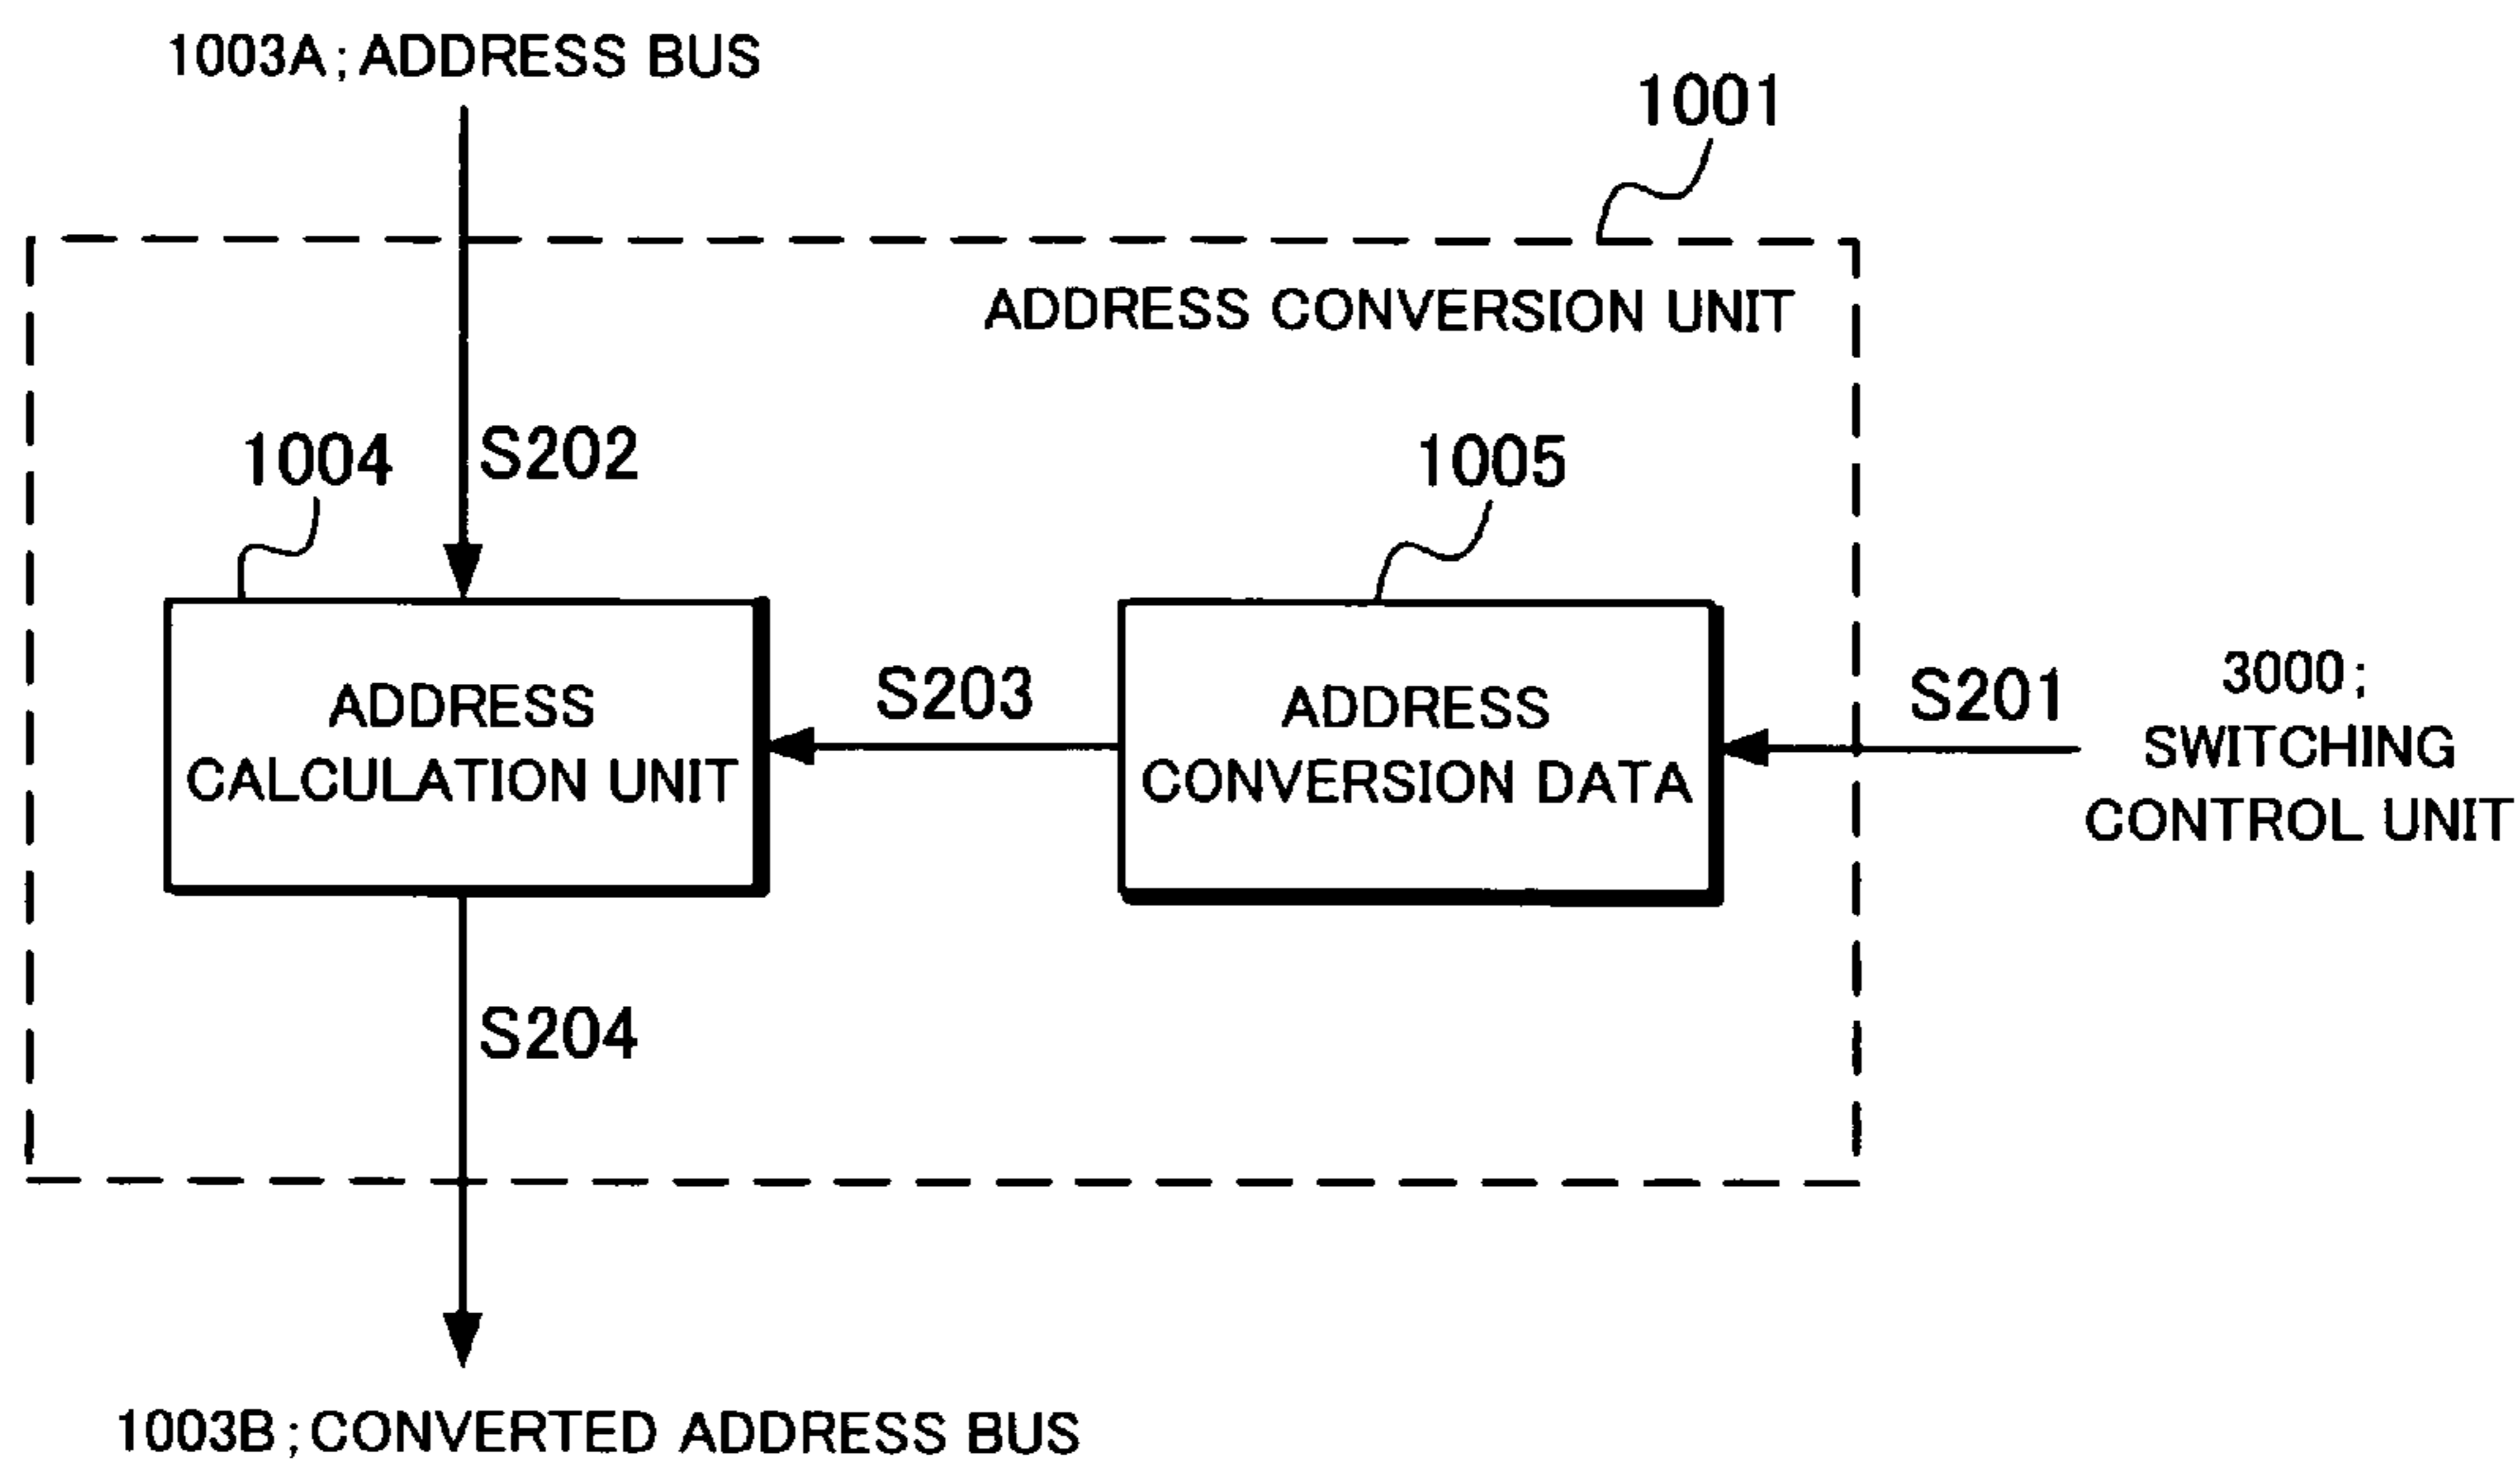 1003A;ADDRESS BUS
1001
ADDRESS CONVERSION UNIT
1004
S202
1005
ADDRESS
CALCULATION UNIT
S203
ADDRESS
CONVERSION DATA
S201
3000;
SWITCHING
CONTROL UNIT
S204
1003B;CONVERTED ADDRESS BUS